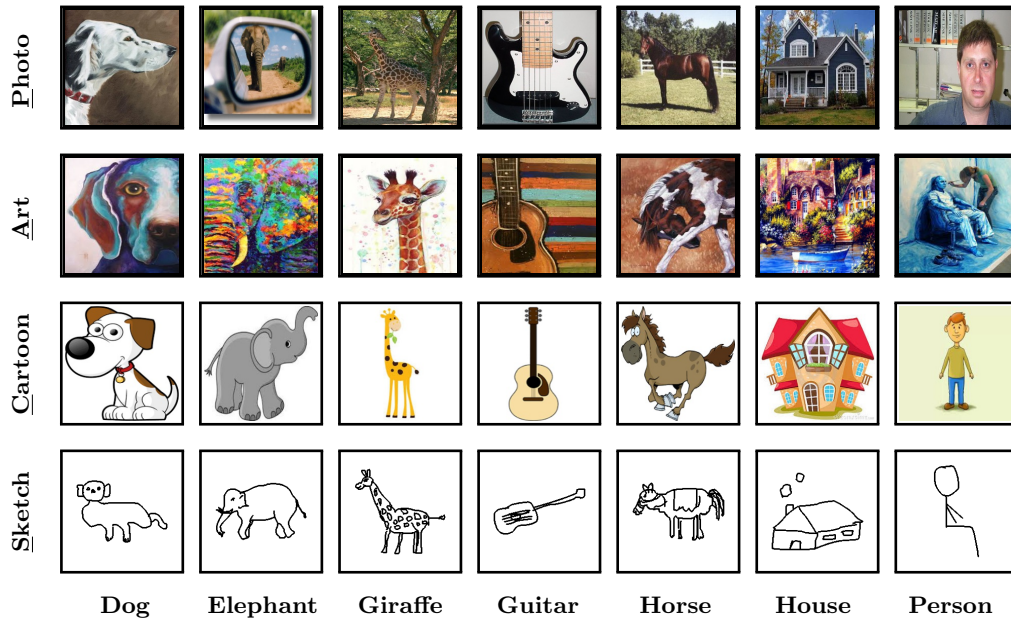 Photo
Art
Cartoon
Sketch
Dog Elephant Giraffe Guitar Horse House Person